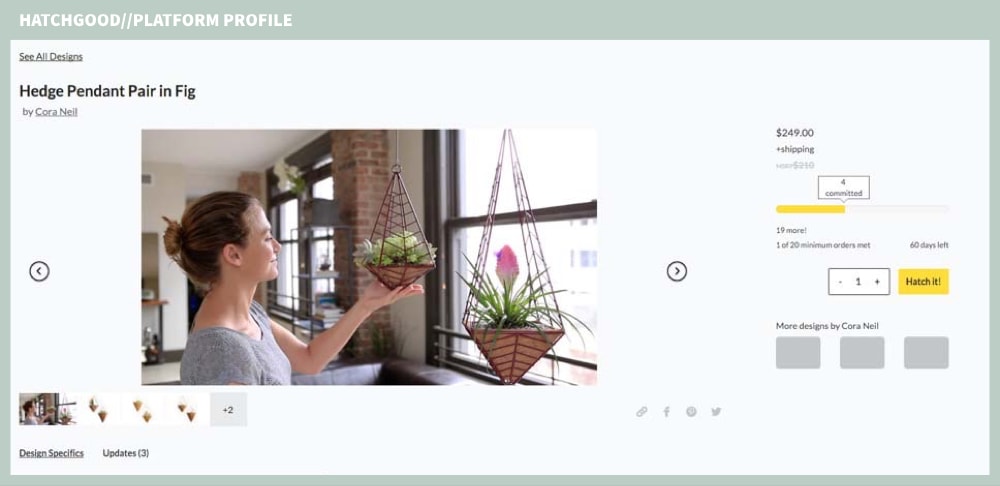 HATCHGOOD//PLATFORM PROFILE
See All Designs
Hedge Pendant Pair in Fig
by Cora Neil
$249.00
+shipping
$210
4
committed
19 more!
1 of 20 minimum orders met 60 days left
- 1 + Hatch it!
More designs by Cora Neil
+2
Design Specifics Updates (3)